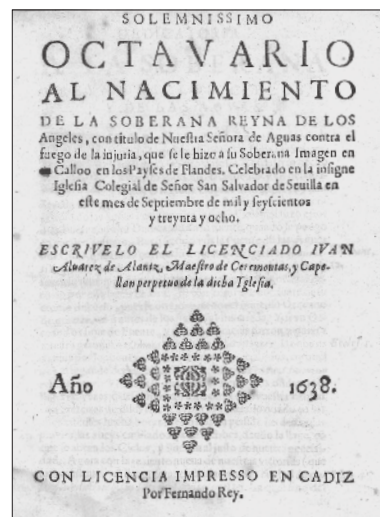 SOLEMNISSIMO
OCTAVARIO
AL NACIMIENTO
DE LA SOBERANA REYNA DE LOS
Angeles, con titulo de Nuestra Señora de Aguas contra el
fuego de la injuria, que se le hizo a su Soberana Imagen en
Calloo en los Payses de Flandes. Celebrado en la insigne
Iglesia Colegial de Señor San Salvador de Seuilla en
este mes de Septiembre de mil y seyscientos
y treynta y ocho.
ESCRIVELO EL LICENCIADO IVAN
Alvarez de Alaniz, Maestro de Ceremonias, y Cape-
llan perpetuo de la dicha Yglesia.
Año 1638.
CON LICENCIA IMPRESSO EN CADIZ
Por Fernando Rey.